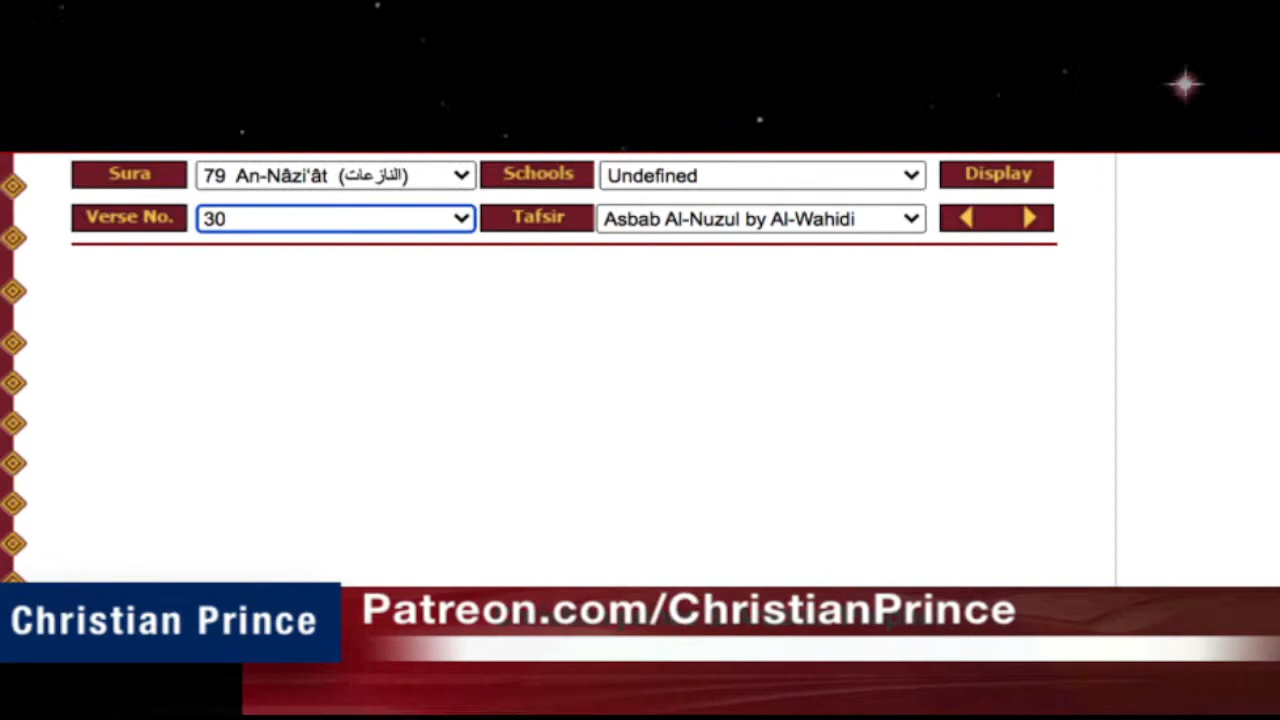 Sura 79 An-Nâzi'ât (النازعات) Schools Undefined Display
Verse No. 30 Tafsir Asbab Al-Nuzul by Al-Wahidi
Christian Prince
Patreon.com/ChristianPrince